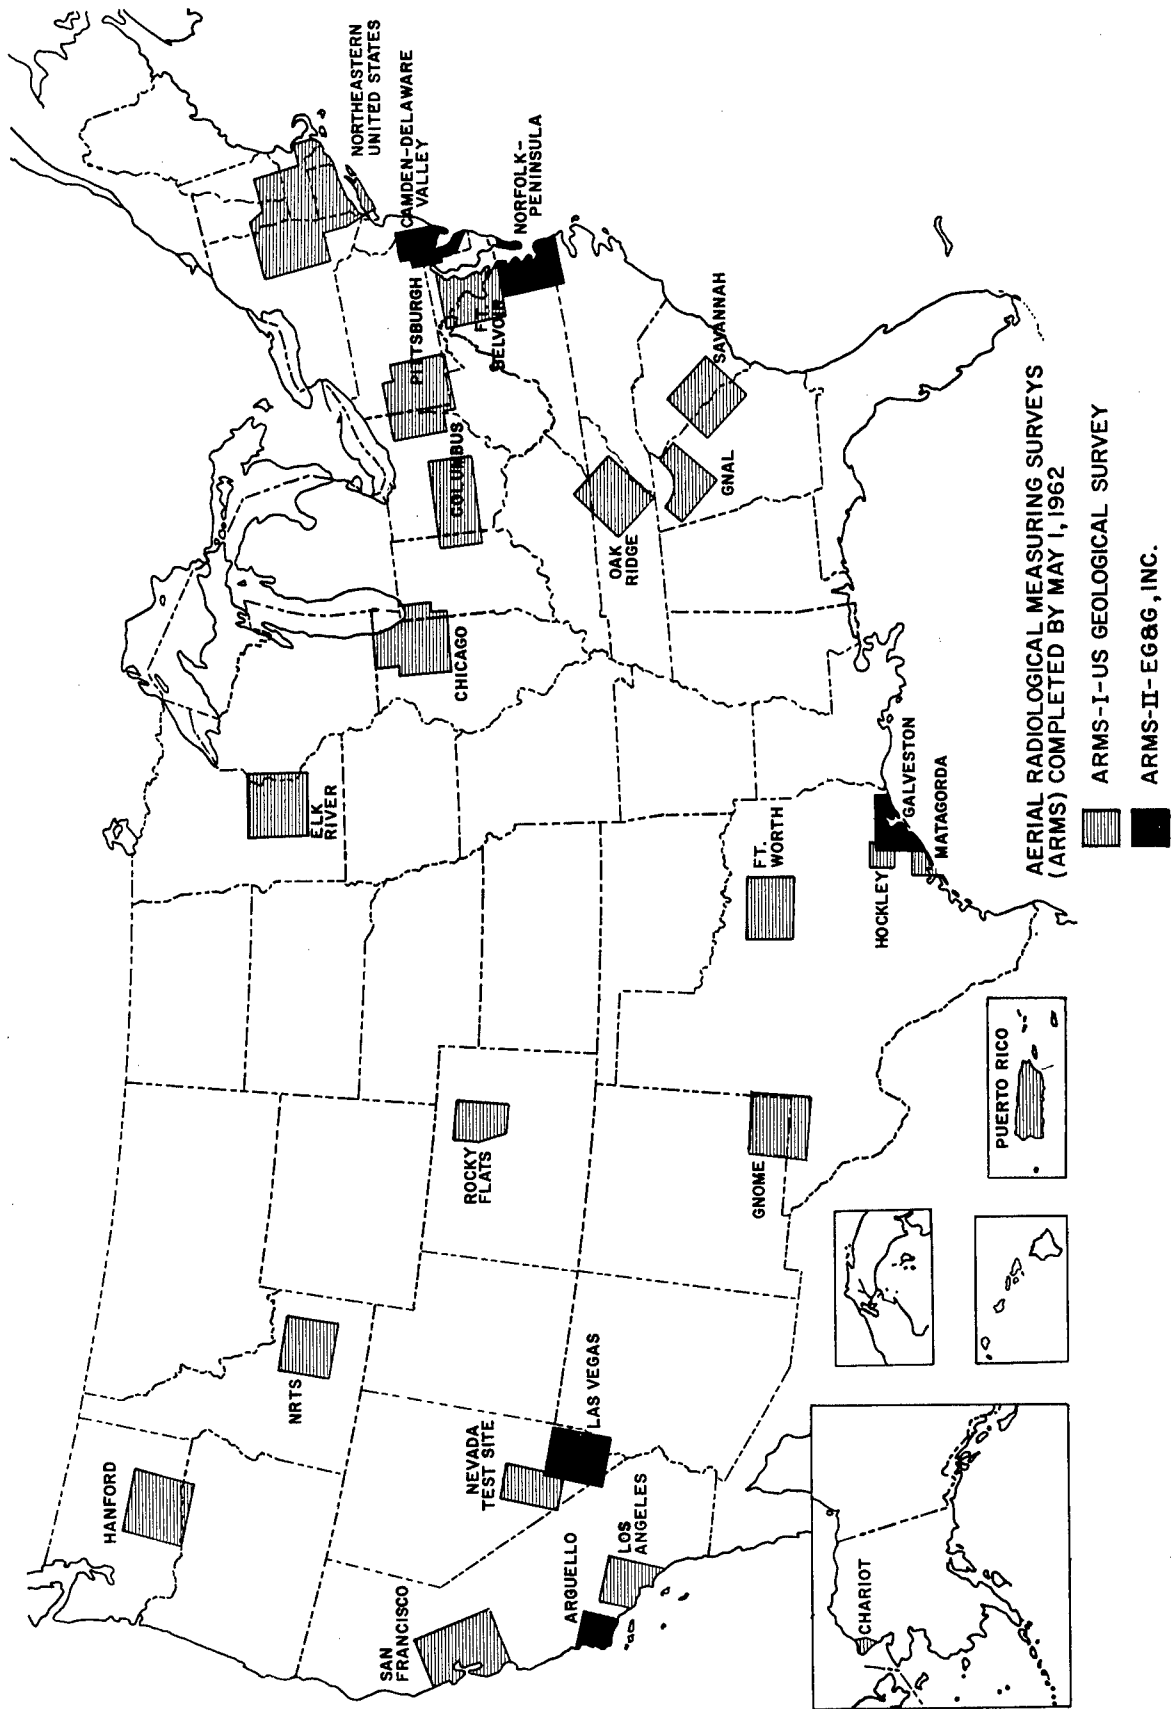 HANFORD
NRTS
SAN
FRANCISCO
NEVADA
TEST SITE
LAS VEGAS
ARGUELLO
LOS
ANGELES
ROCKY
FLATS
GNOME
ELK
RIVER
FT.
WORTH
HOCKLEY
GALVESTON
MATAGORDA
CHICAGO
COLUMBUS
PITTSBURGH
OAK
RIDGE
GNAL
SAVANNAH
FT.
BELVOIR
NORTHEASTERN
UNITED STATES
CAMDEN-DELAWARE
VALLEY
NORFOLK-
PENINSULA
CHARIOT
PUERTO RICO
AERIAL RADIOLOGICAL MEASURING SURVEYS
(ARMS) COMPLETED BY MAY 1, 1962
ARMS-I-US GEOLOGICAL SURVEY
ARMS-II-EG&G, INC.